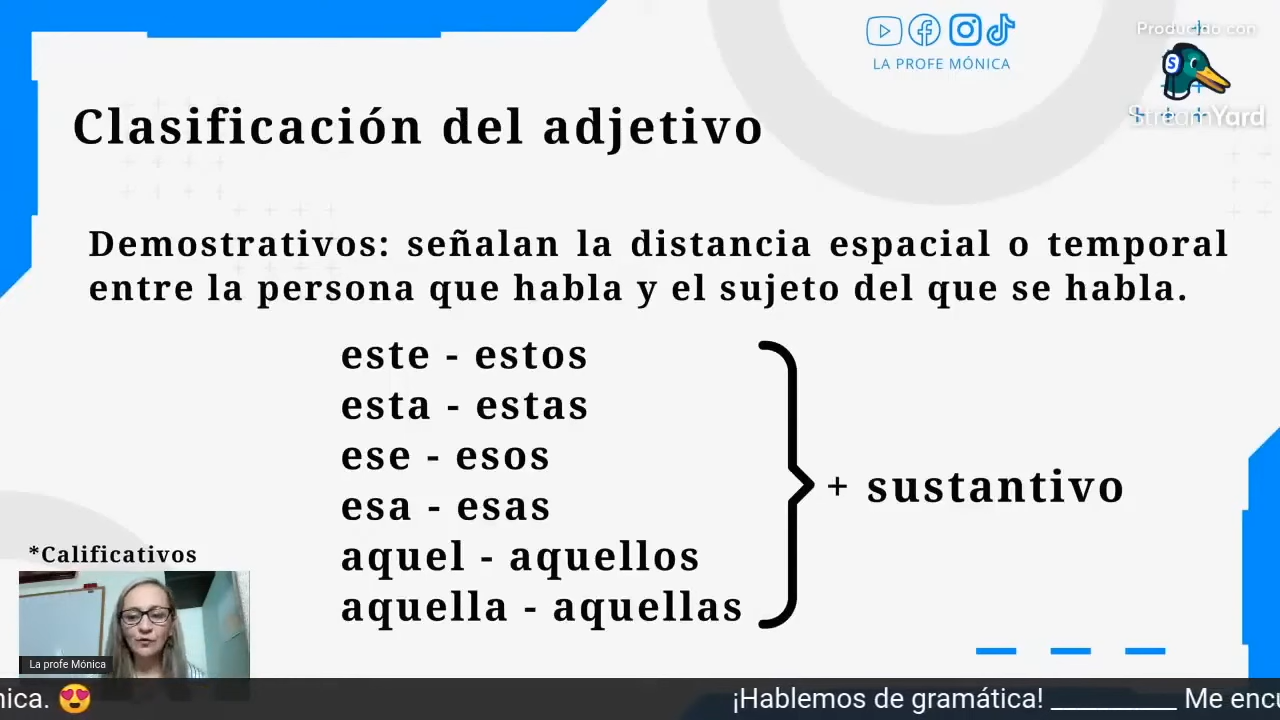 LA PROFE MÓNICA
Producido con
StreamYard
Clasificación del adjetivo
Demostrativos: señalan la distancia espacial o temporal
entre la persona que habla y el sujeto del que se habla.
este - estos
esta - estas
ese - esos
esa - esas
aquel - aquellos
aquella - aquellas
+ sustantivo
*Calificativos
La profe Mónica
¡Hablemos de gramática! __________ Me